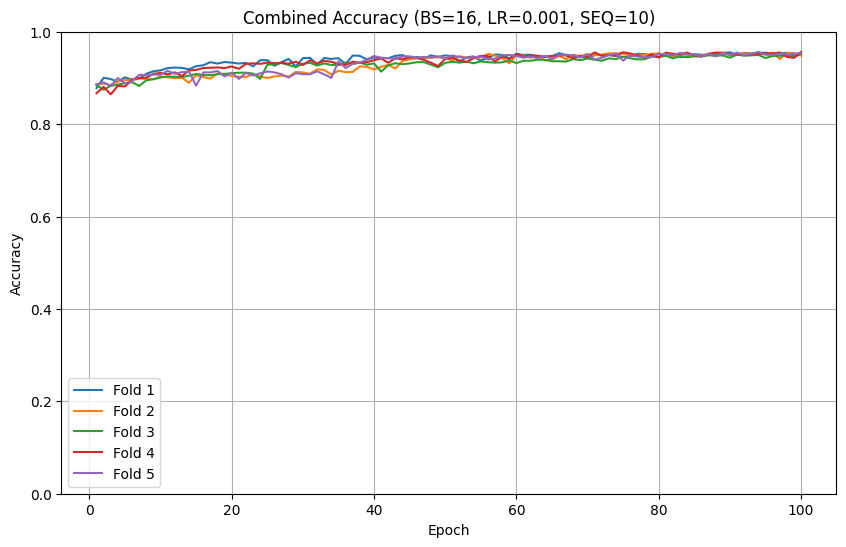 Combined Accuracy (BS=16, LR=0.001, SEQ=10)
1.0
0.8
0.6
0.4
0.2
0.0
Accuracy
Fold 1
Fold 2
Fold 3
Fold 4
Fold 5
0 20 40 60 80 100
Epoch